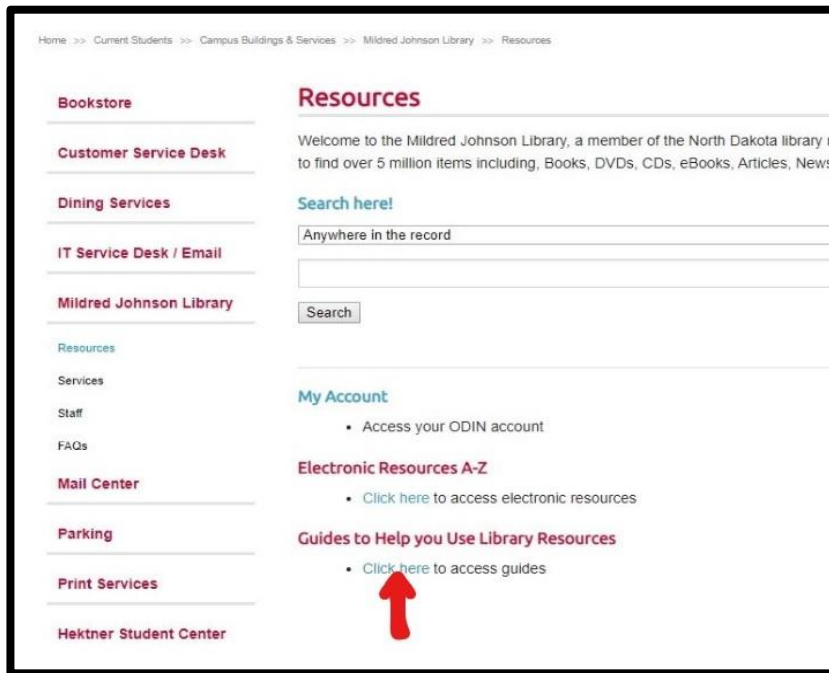 Home >> Current Students >> Campus Buildings & Services >> Mildred Johnson Library >> Resources
Bookstore
Customer Service Desk
Dining Services
IT Service Desk / Email
Mildred Johnson Library
Resources
Services
Staff
FAQs
Mail Center
Parking
Print Services
Hektner Student Center
Resources
Welcome to the Mildred Johnson Library, a member of the North Dakota library
to find over 5 million items including, Books, DVDs, CDs, eBooks, Articles, News
Search here!
Anywhere in the record
Search
My Account
• Access your ODIN account
Electronic Resources A-Z
• Click here to access electronic resources
Guides to Help you Use Library Resources
• Click here to access guides